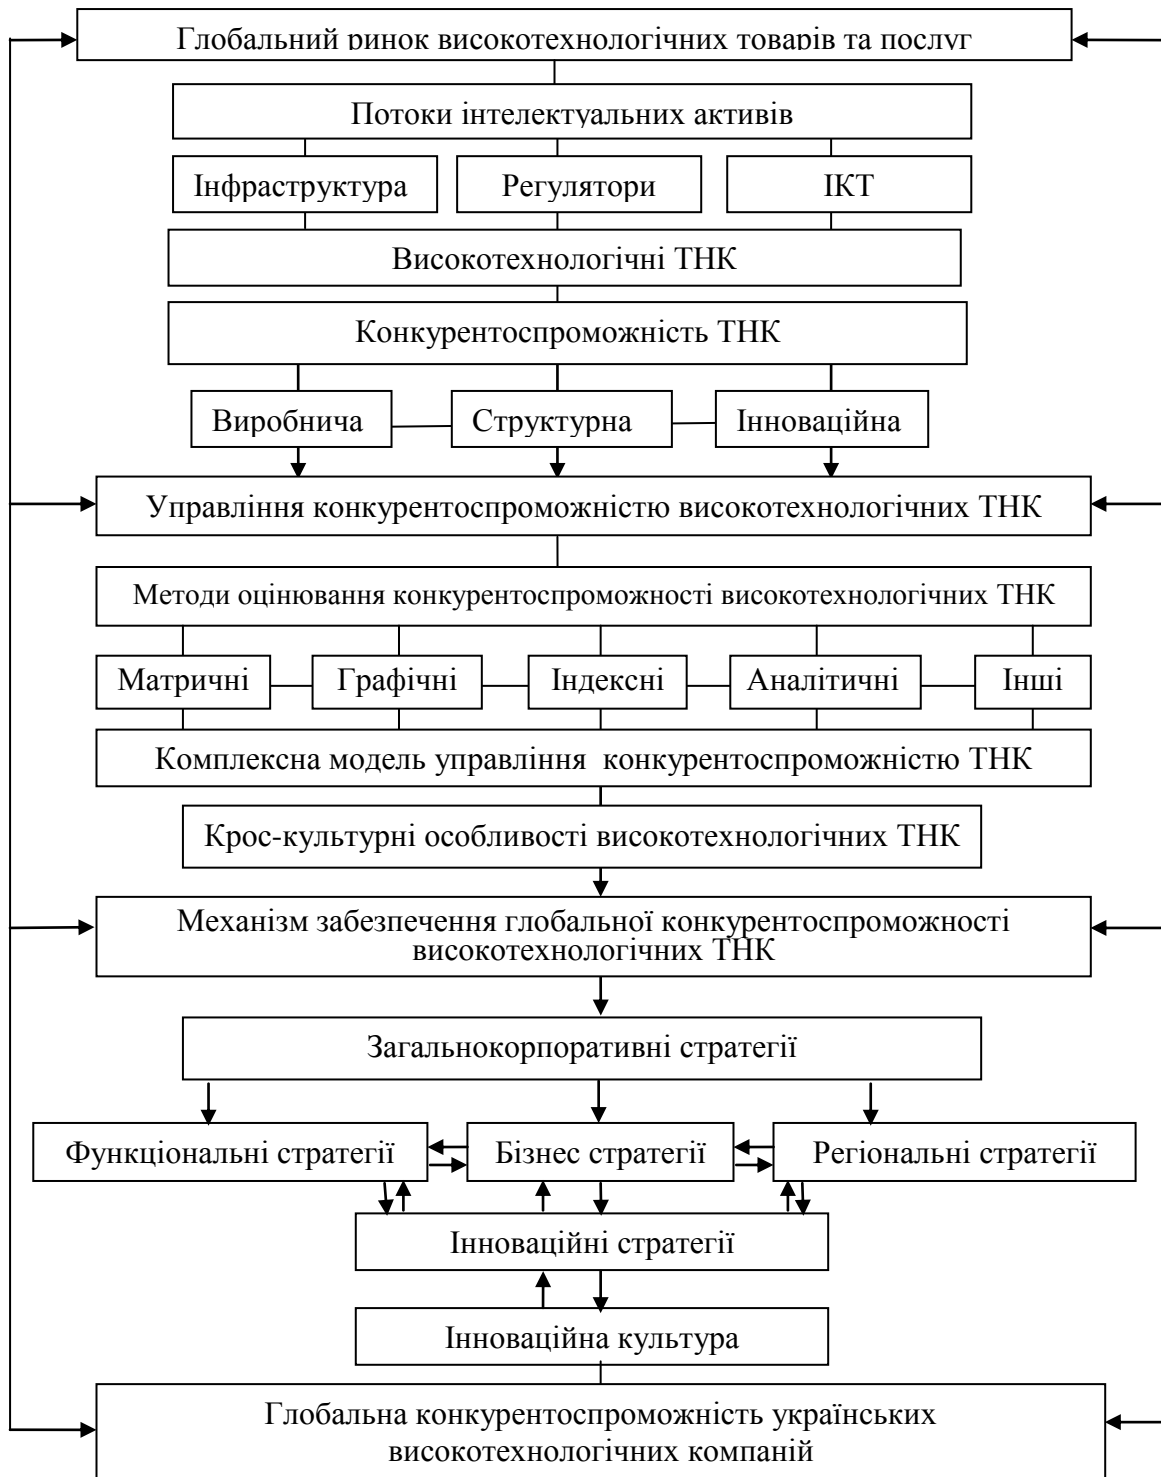 Глобальний ринок високотехнологічних товарів та послуг
Потоки інтелектуальних активів
Інфраструктура
Регулятори
ІКТ
Високотехнологічні ТНК
Конкурентоспроможність ТНК
Виробнича
Структурна
Інноваційна
Управління конкурентоспроможністю високотехнологічних ТНК
Методи оцінювання конкурентоспроможності високотехнологічних ТНК
Матричні
Графічні
Індексні
Аналітичні
Інші
Комплексна модель управління конкурентоспроможністю ТНК
Крос-культурні особливості високотехнологічних ТНК
Механізм забезпечення глобальної конкурентоспроможності
високотехнологічних ТНК
Загальнокорпоративні стратегії
Функціональні стратегії
Бізнес стратегії
Регіональні стратегії
Інноваційні стратегії
Інноваційна культура
Глобальна конкурентоспроможність українських
високотехнологічних компаній